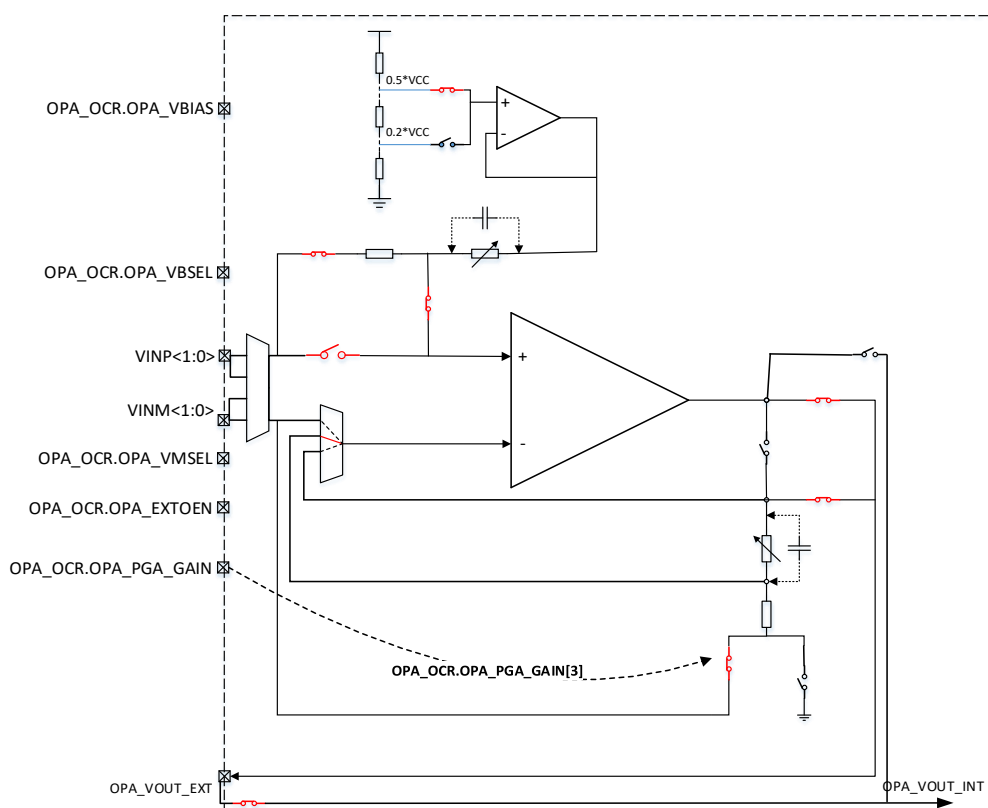 0.5*VCC
OPA_OCR.OPA_VBIAS
+
0.2*VCC
-
OPA_OCR.OPA_VBSEL
VINP<1:0>
+
VINM<1:0>
-
OPA_OCR.OPA_VMSEL
OPA_OCR.OPA_EXTOEN
OPA_OCR.OPA_PGA_GAIN
OPA_OCR.OPA_PGA_GAIN[3]
OPA_VOUT_EXT
OPA_VOUT_INT